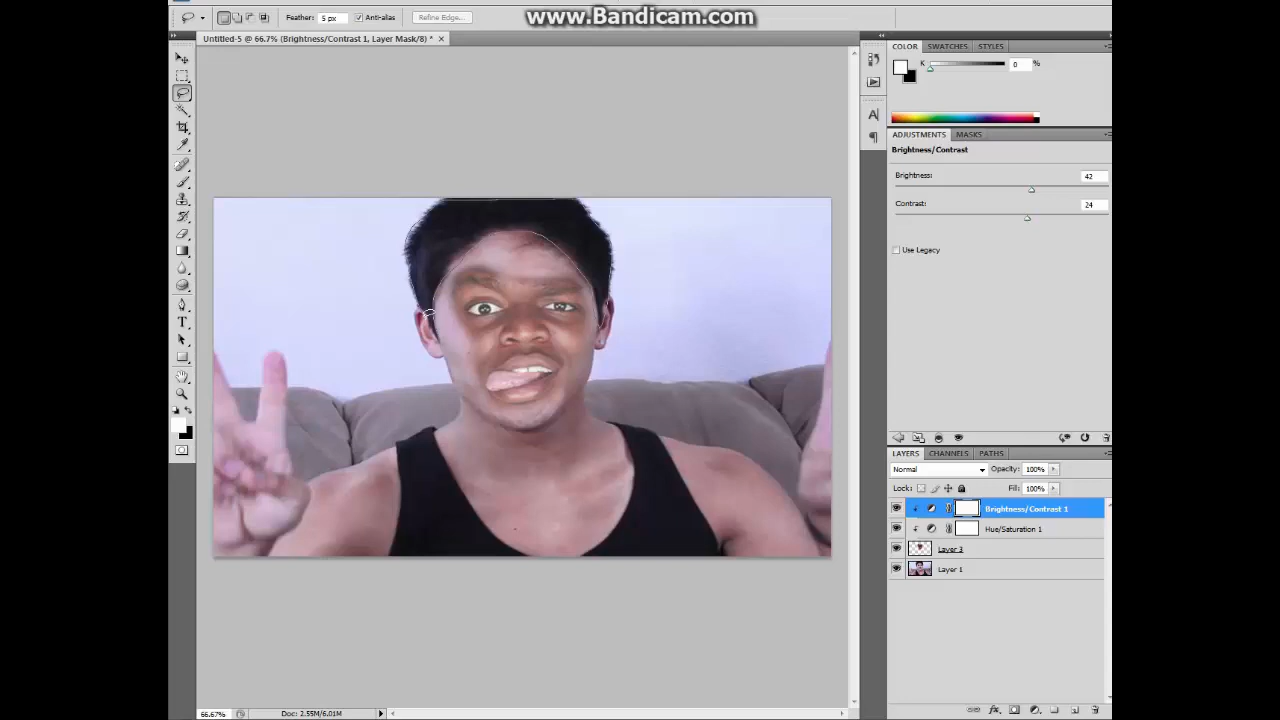 www.Bandicam.com
Feather: 5 px Anti-alias Refine Edge...
Untitled-5 @ 66.7% (Brightness/Contrast 1, Layer Mask/8) *
COLOR SWATCHES STYLES
K 0 %
ADJUSTMENTS MASKS
Brightness/Contrast
Brightness: 42
Contrast: 24
Use Legacy
LAYERS CHANNELS PATHS
Normal Opacity: 100%
Lock: Fill: 100%
Brightness/Contrast 1
Hue/Saturation 1
Layer 3
Layer 1
66.67% Doc: 2.55M/6.01M